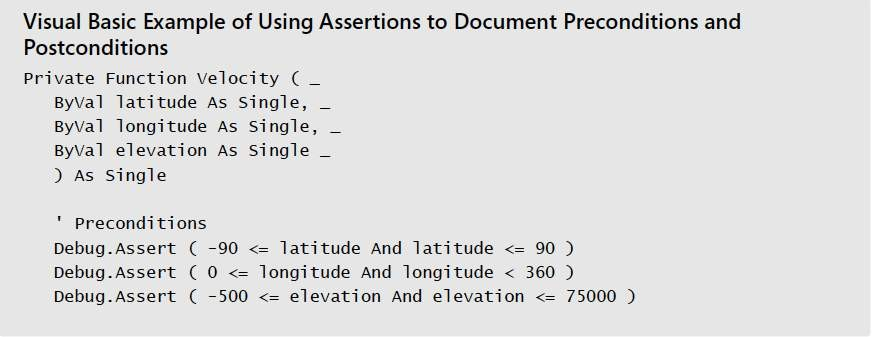 Visual Basic Example of Using Assertions to Document Preconditions and
Postconditions
Private Function Velocity ( _
ByVal latitude As Single, _
ByVal longitude As Single, _
ByVal elevation As Single _
) As Single
' Preconditions
Debug.Assert ( -90 <= latitude And latitude <= 90 )
Debug.Assert ( 0 <= longitude And longitude < 360 )
Debug.Assert ( -500 <= elevation And elevation <= 75000 )